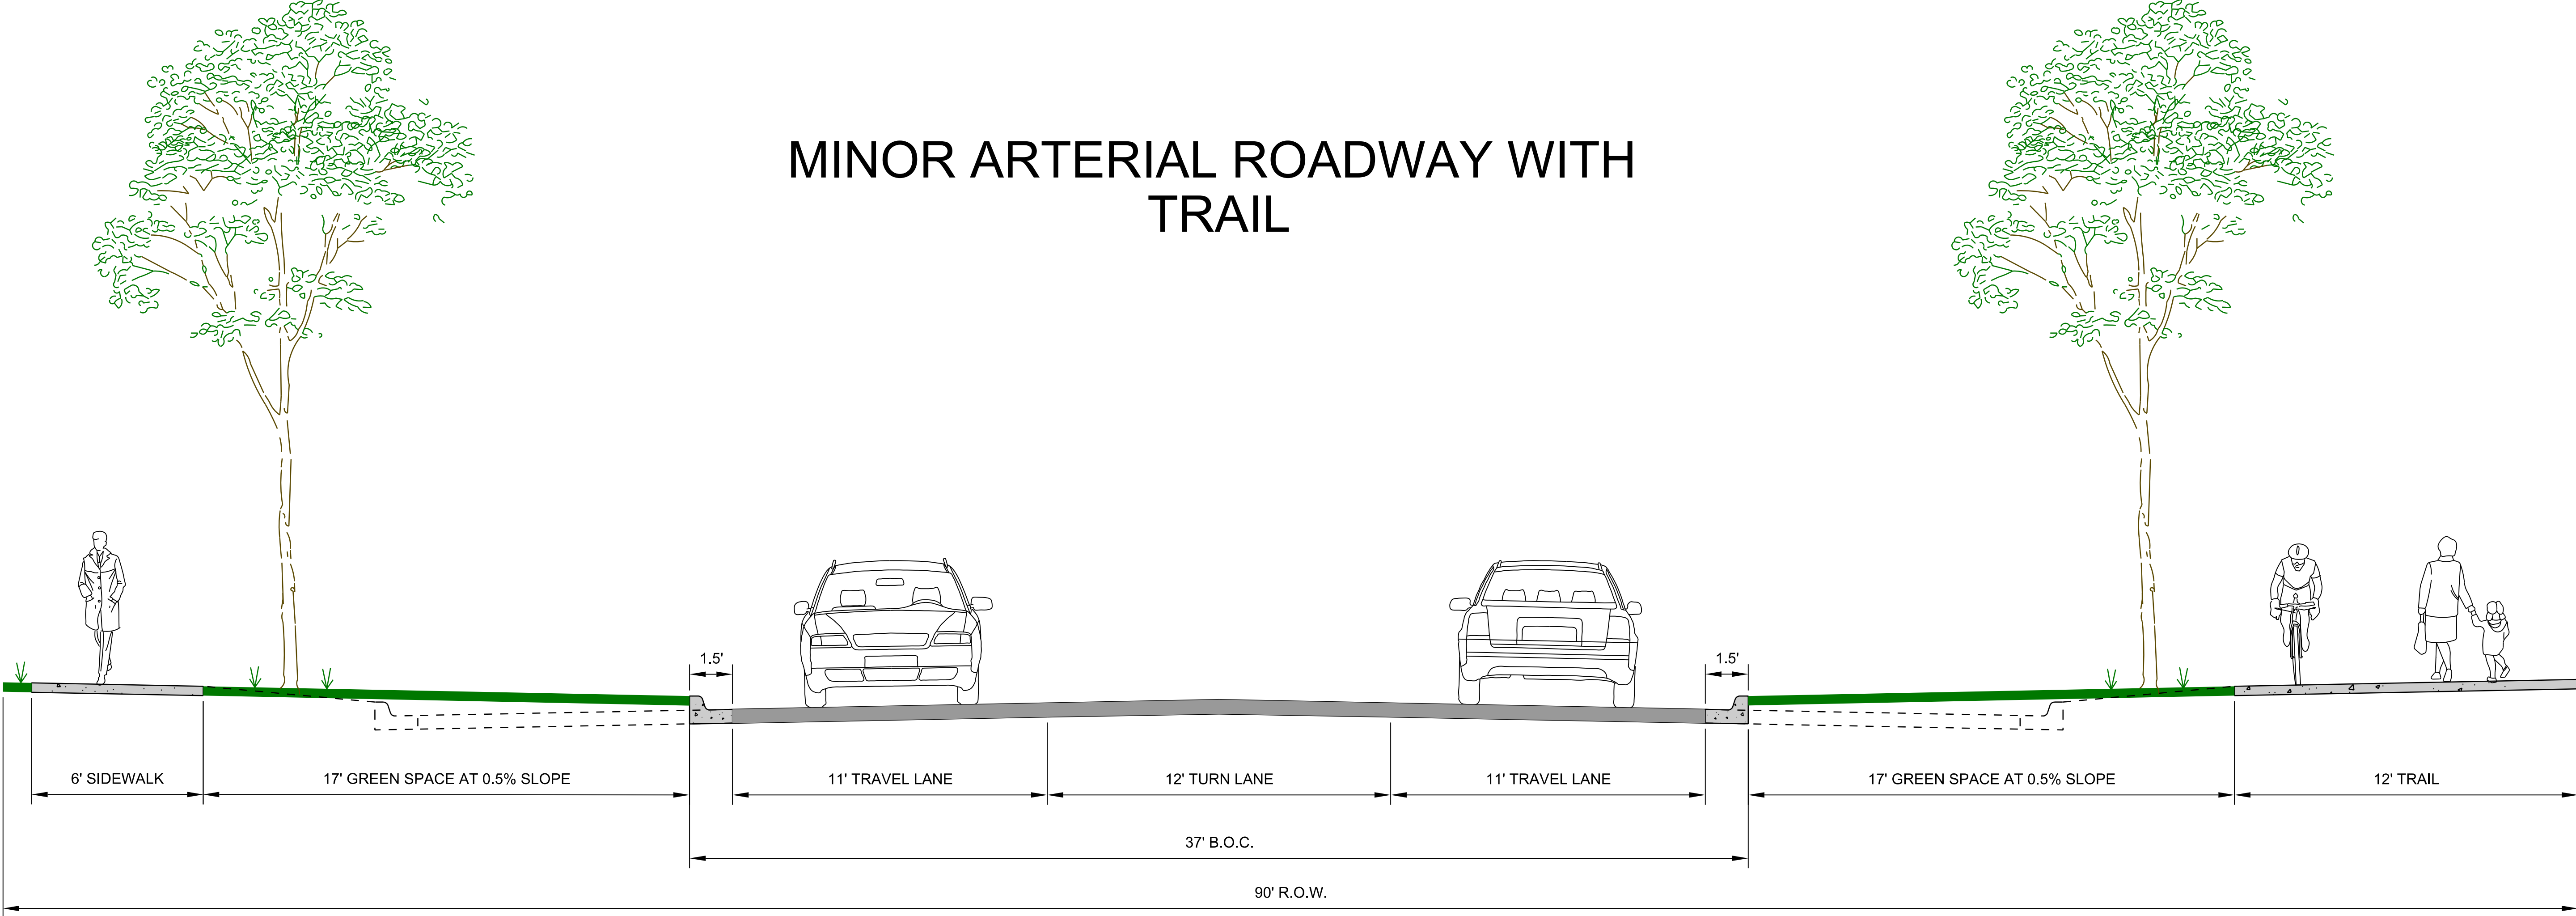 MINOR ARTERIAL ROADWAY WITH
TRAIL
1.5'
1.5'
6' SIDEWALK
17' GREEN SPACE AT 0.5% SLOPE
11' TRAVEL LANE
12' TURN LANE
11' TRAVEL LANE
17' GREEN SPACE AT 0.5% SLOPE
12' TRAIL
37' B.O.C.
90' R.O.W.